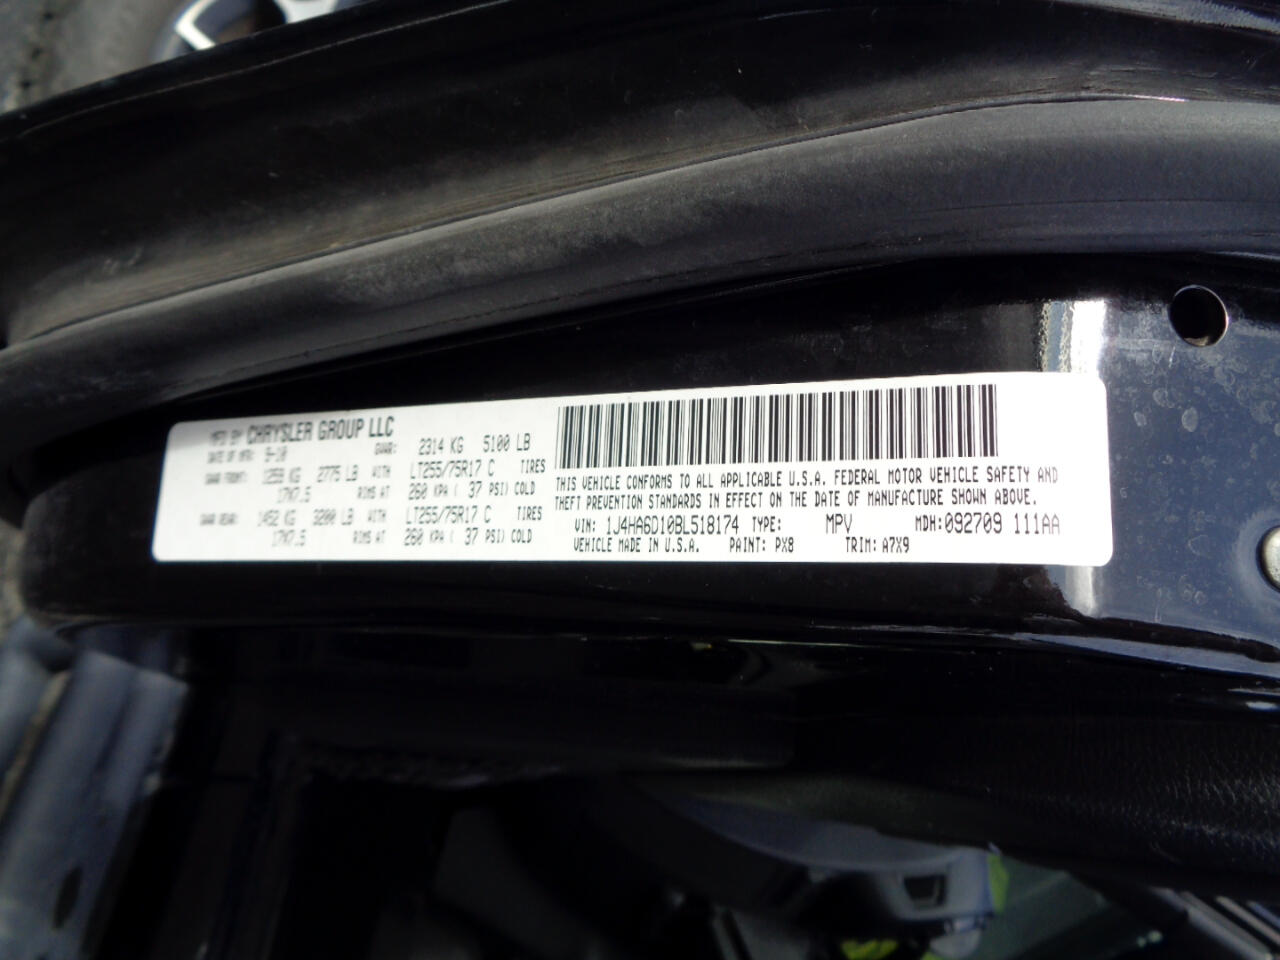 MFD BY CHRYSLER GROUP LLC
DATE OF MFR: 9-10 GVWR: 2314 KG 5100 LB
GAWR FRONT: 1259 KG 2775 LB WITH LT255/75R17 C TIRES
17X7.5 RIMS AT 260 KPA ( 37 PSI) COLD
GAWR REAR: 1452 KG 3200 LB WITH LT255/75R17 C TIRES
17X7.5 RIMS AT 260 KPA ( 37 PSI) COLD
THIS VEHICLE CONFORMS TO ALL APPLICABLE U.S.A. FEDERAL MOTOR VEHICLE SAFETY AND
THEFT PREVENTION STANDARDS IN EFFECT ON THE DATE OF MANUFACTURE SHOWN ABOVE.
VIN: 1J4HA6D10BL518174 TYPE: MPV MDH:092709 111AA
VEHICLE MADE IN U.S.A. PAINT: PX8 TRIM: A7X9